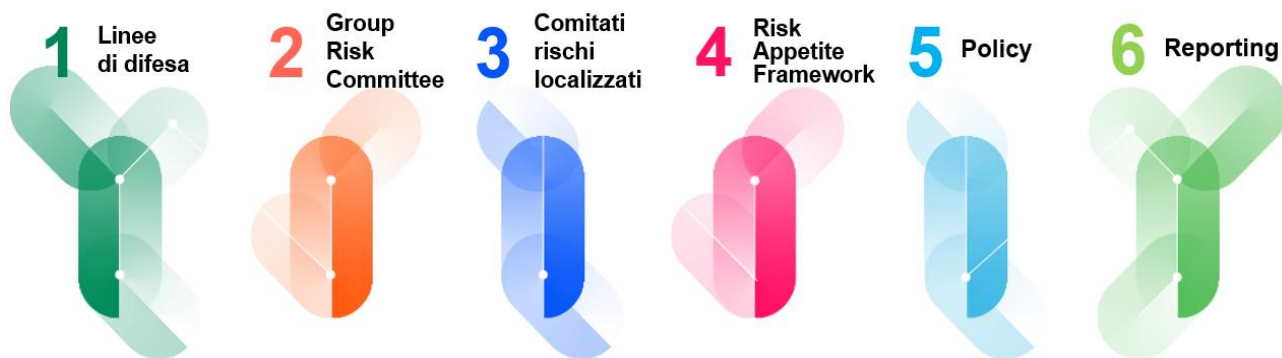 1 Linee
di difesa
2 Group
Risk
Committee
3 Comitati
rischi
localizzati
4 Risk
Appetite
Framework
5 Policy
6 Reporting